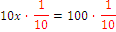 10x · 1/10 = 100 · 1/10